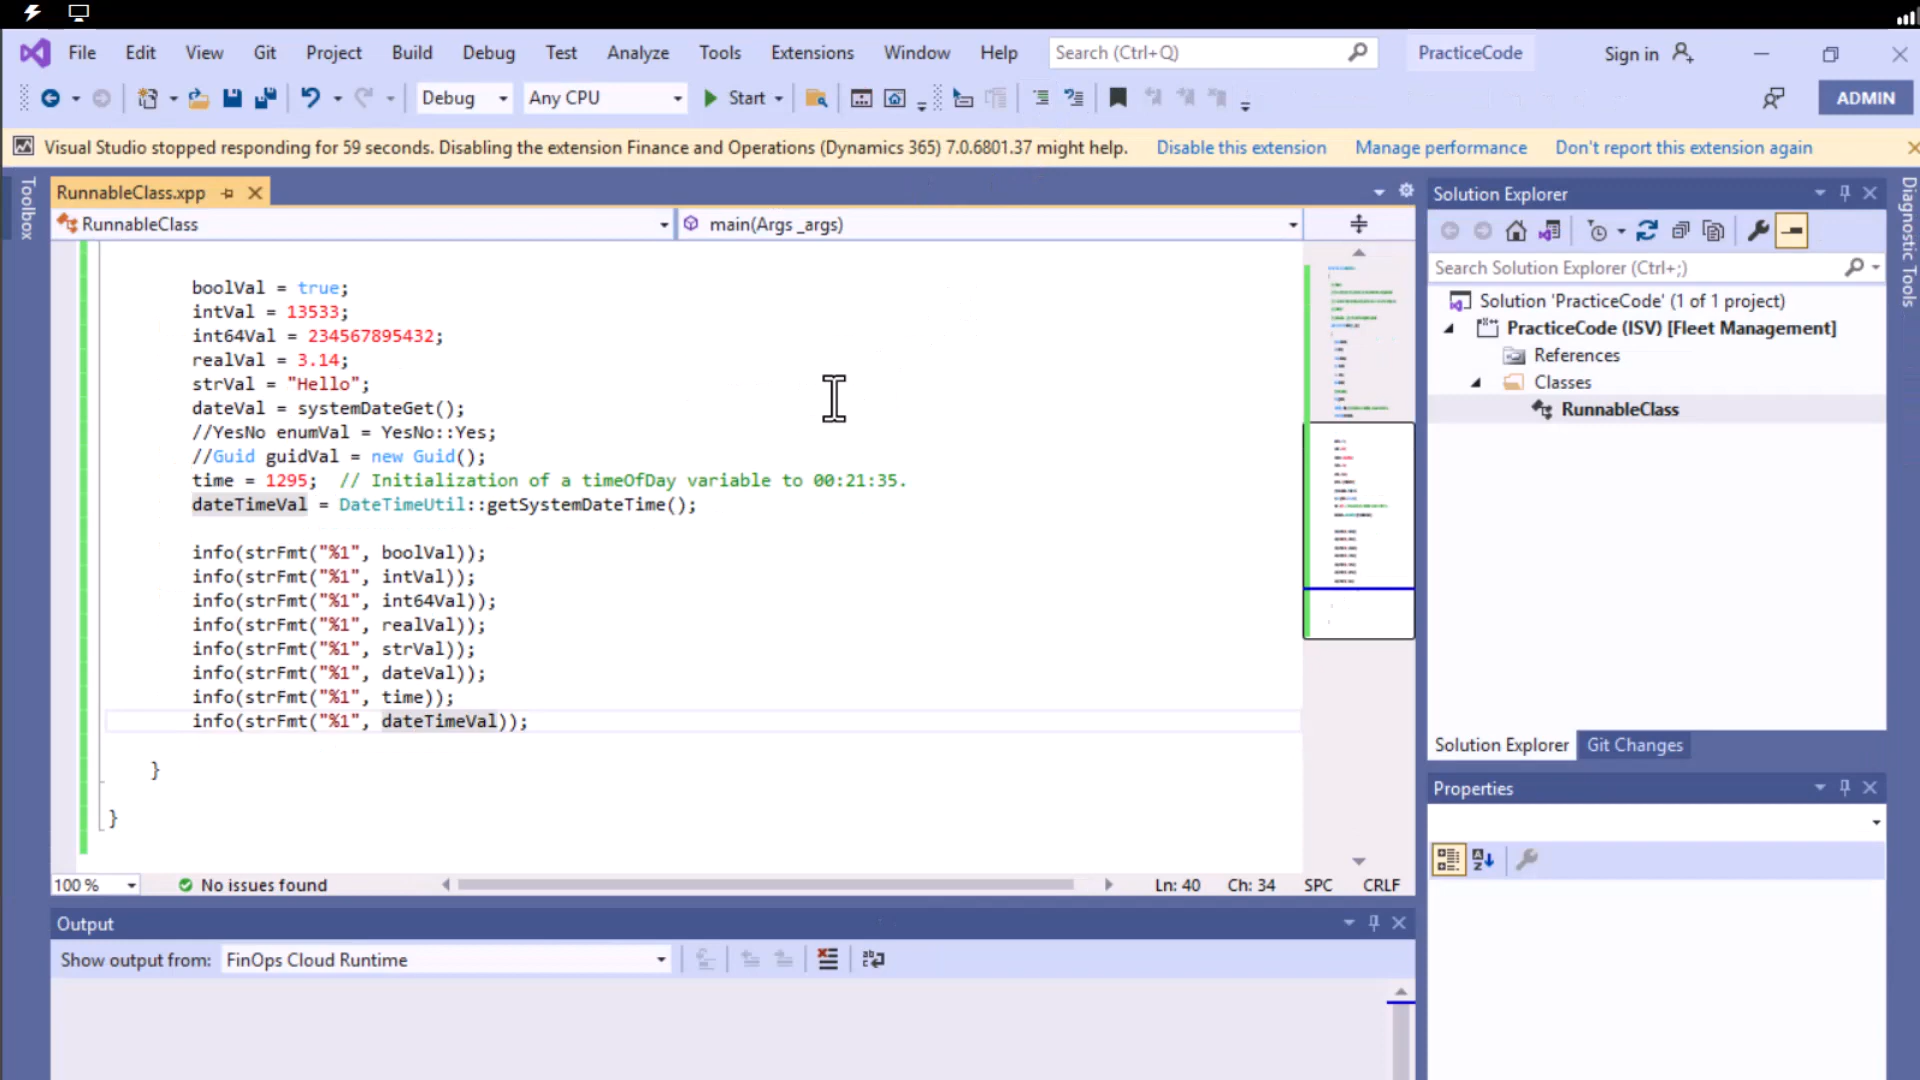 File Edit View Git Project Build Debug Test Analyze Tools Extensions Window Help Search (Ctrl+Q) PracticeCode Sign in
Debug Any CPU Start ADMIN
Visual Studio stopped responding for 59 seconds. Disabling the extension Finance and Operations (Dynamics 365) 7.0.6801.37 might help. Disable this extension Manage performance Don't report this extension again
Toolbox
RunnableClass.xpp
RunnableClass main(Args _args)
boolVal = true;
intVal = 13533;
int64Val = 234567895432;
realVal = 3.14;
strVal = "Hello";
dateVal = systemDateGet();
//YesNo enumVal = YesNo::Yes;
//Guid guidVal = new Guid();
time = 1295; // Initialization of a timeOfDay variable to 00:21:35.
dateTimeVal = DateTimeUtil::getSystemDateTime();
info(strFmt("%1", boolVal));
info(strFmt("%1", intVal));
info(strFmt("%1", int64Val));
info(strFmt("%1", realVal));
info(strFmt("%1", strVal));
info(strFmt("%1", dateVal));
info(strFmt("%1", time));
info(strFmt("%1", dateTimeVal));
}
}
100 % No issues found Ln: 40 Ch: 34 SPC CRLF
Output
Show output from: FinOps Cloud Runtime
Solution Explorer
Search Solution Explorer (Ctrl+;)
Solution 'PracticeCode' (1 of 1 project)
PracticeCode (ISV) [Fleet Management]
References
Classes
RunnableClass
Solution Explorer Git Changes
Properties
Diagnostic Tools